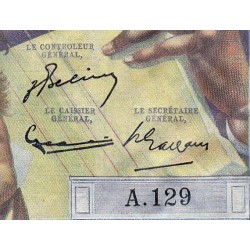 LE CONTROLEUR
GÉNÉRAL,
LE CAISSIER
GÉNÉRAL,
LE SECRÉTAIRE
GÉNÉRAL,
A.129